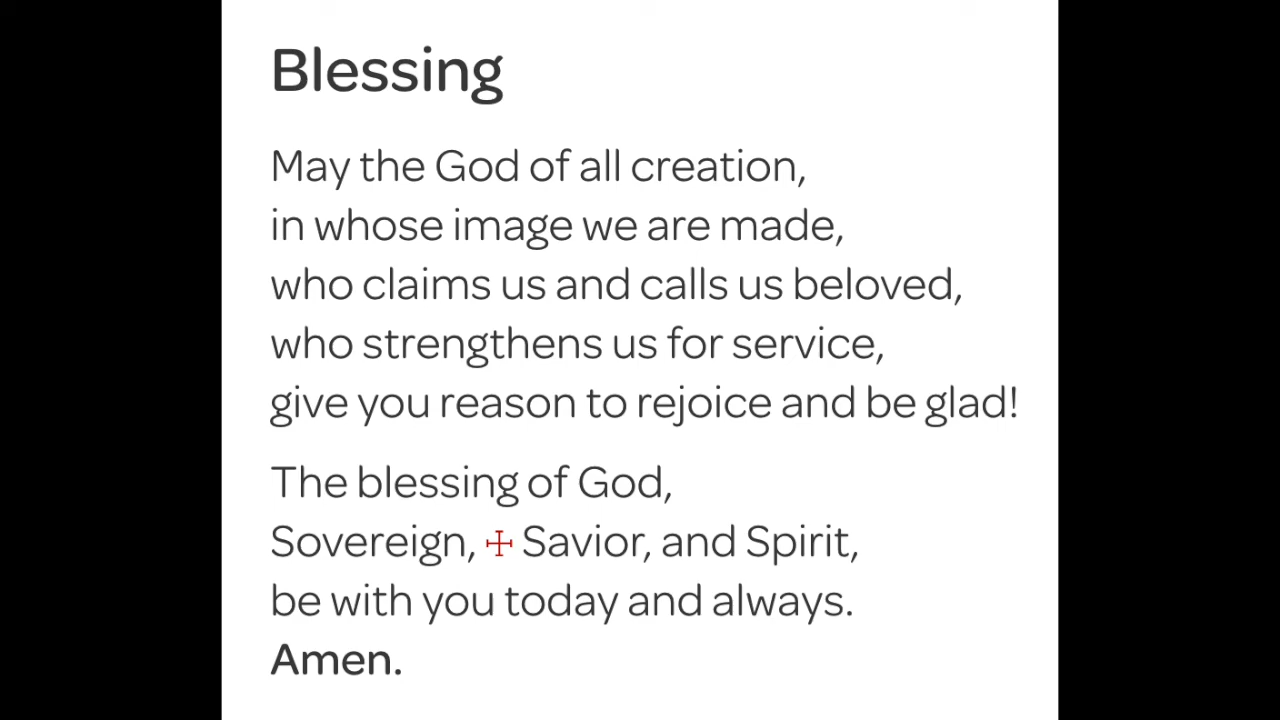 Blessing
May the God of all creation,
in whose image we are made,
who claims us and calls us beloved,
who strengthens us for service,
give you reason to rejoice and be glad!
The blessing of God,
Sovereign, ☩ Savior, and Spirit,
be with you today and always.
Amen.